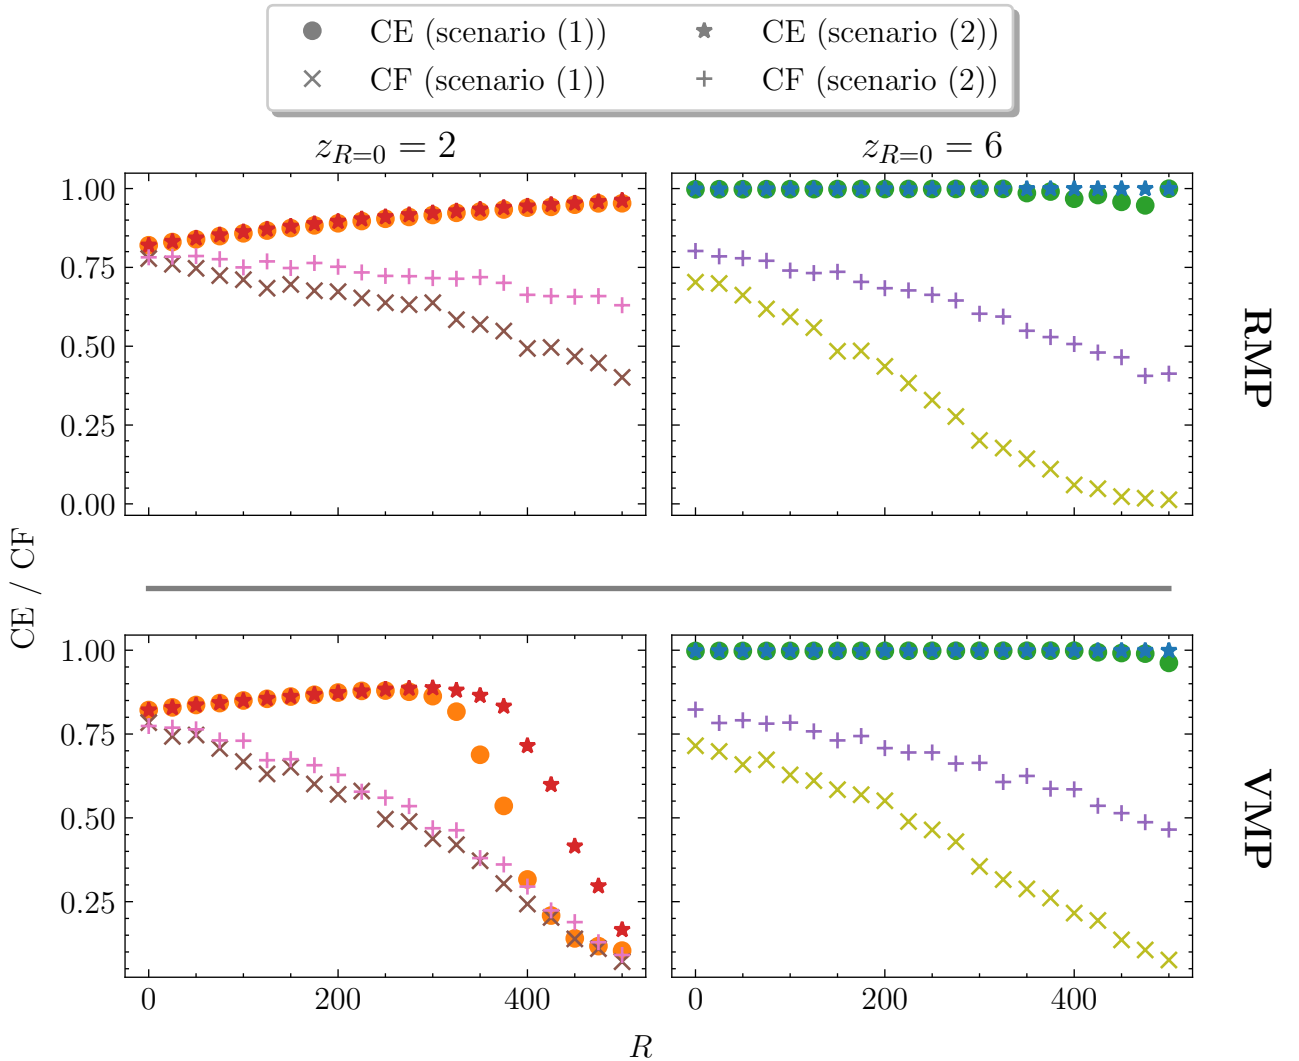 CE (scenario (1))
CE (scenario (2))
CF (scenario (1))
CF (scenario (2))
z_{R=0} = 2
z_{R=0} = 6
1.00
0.75
0.50
0.25
0.00
RMP
CE / CF
1.00
0.75
0.50
0.25
VMP
0
200
400
0
200
400
R